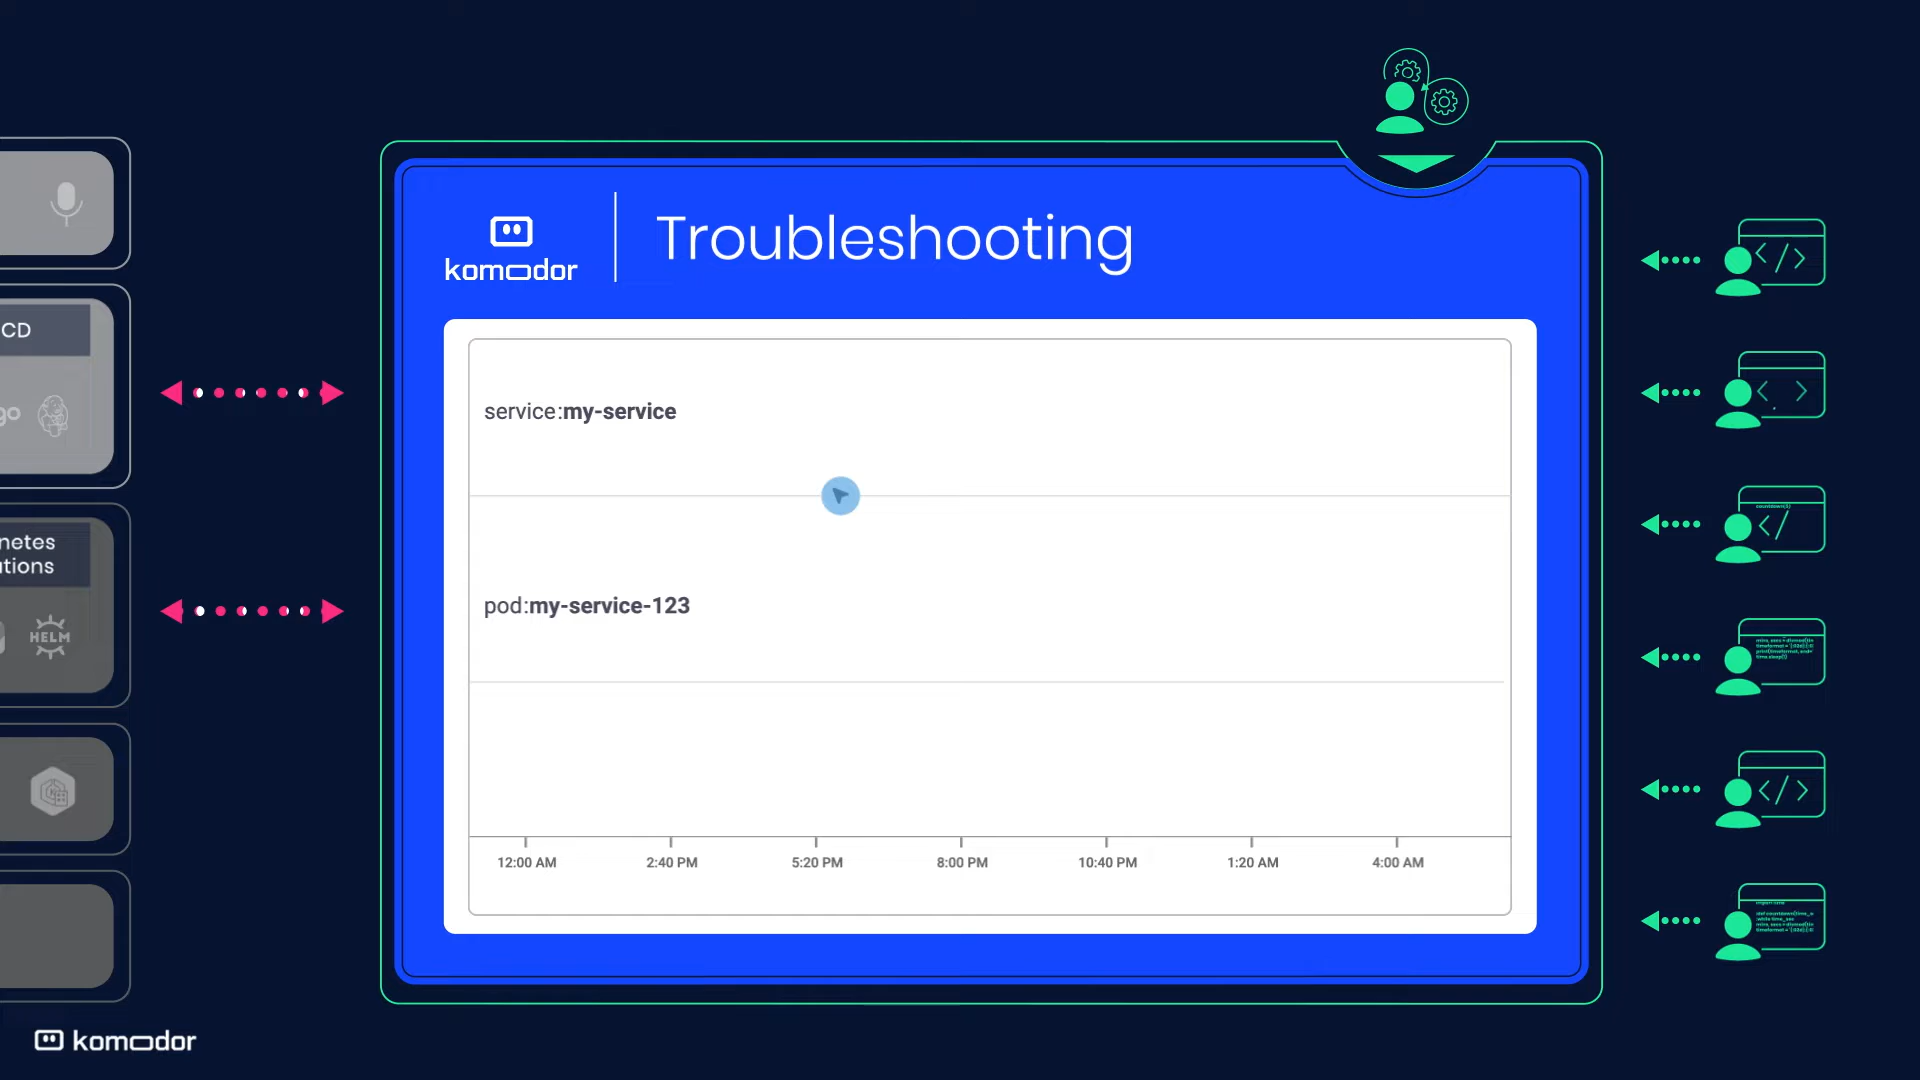 CD
go
netes
ations
HELM
komodor
Troubleshooting
service:my-service
pod:my-service-123
12:00 AM
2:40 PM
5:20 PM
8:00 PM
10:40 PM
1:20 AM
4:00 AM
</>
< >
</
</>
komodor